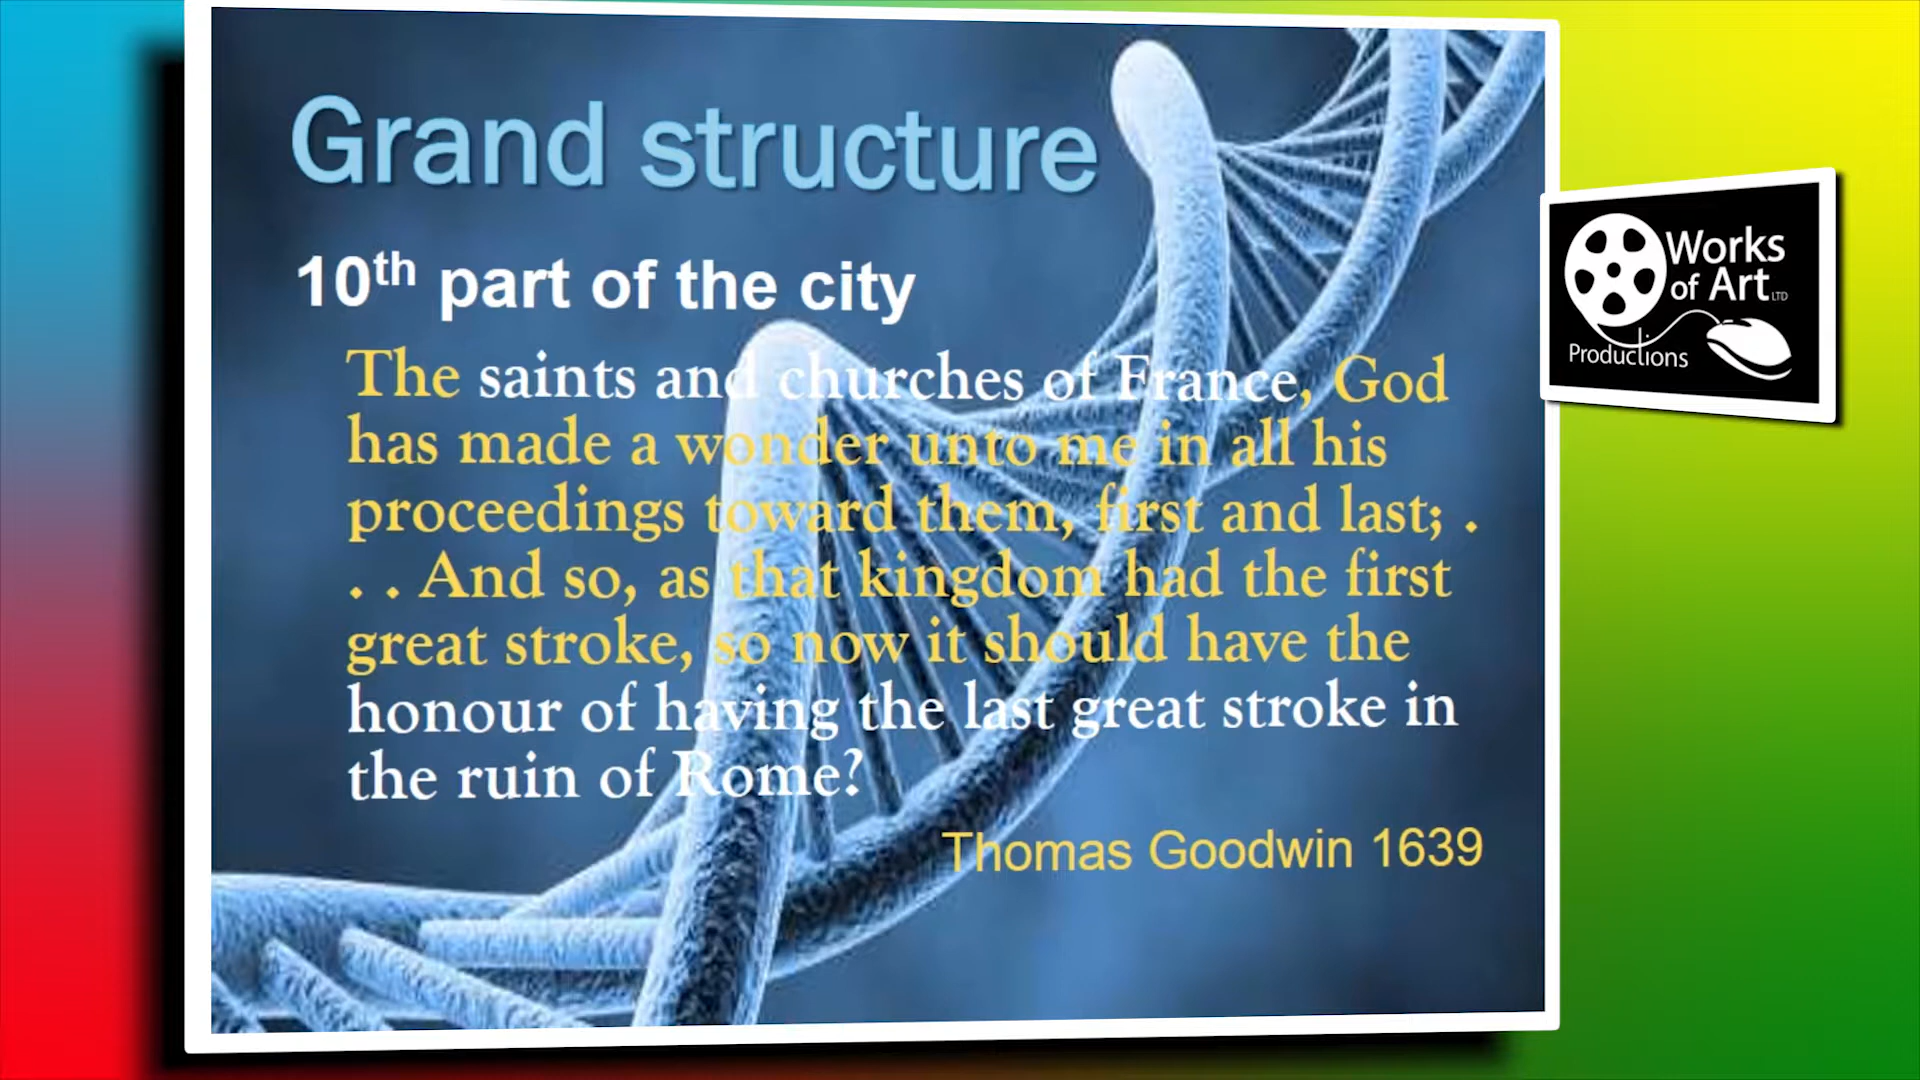 Grand structure
10th part of the city
The saints and churches of France, God
has made a wonder unto me in all his
proceedings toward them, first and last; .
. . And so, as that kingdom had the first
great stroke, so now it should have the
honour of having the last great stroke in
the ruin of Rome?
Thomas Goodwin 1639
Works
of Art LTD
Productions